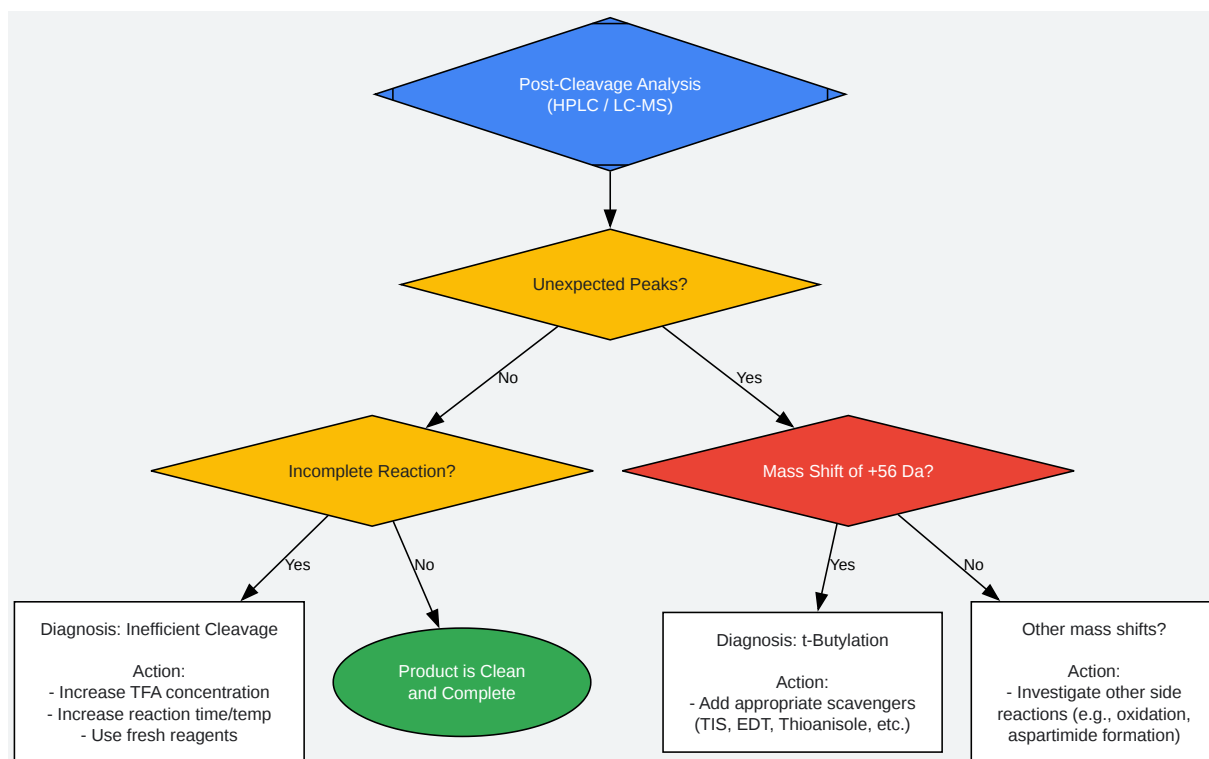 Post-Cleavage Analysis
(HPLC / LC-MS)
Unexpected Peaks?
No
Yes
Incomplete Reaction?
Mass Shift of +56 Da?
Yes
No
Yes
No
Diagnosis: Inefficient Cleavage
Action:
- Increase TFA concentration
- Increase reaction time/temp
- Use fresh reagents
Product is Clean
and Complete
Diagnosis: t-Butylation
Action:
- Add appropriate scavengers
(TIS, EDT, Thioanisole, etc.)
Other mass shifts?
Action:
- Investigate other side
reactions (e.g., oxidation,
aspartimide formation)